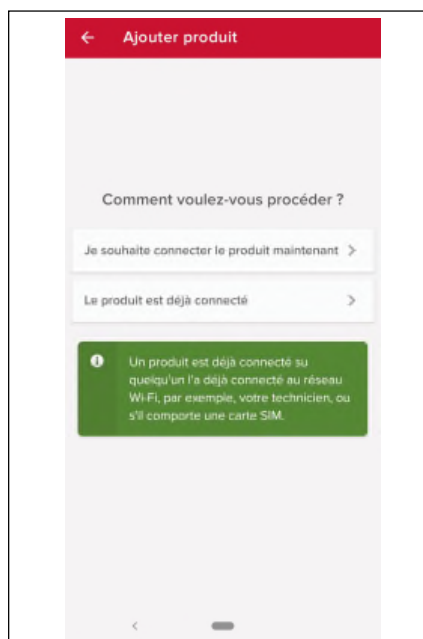 Ajouter produit
Comment voulez-vous procéder ?
Je souhaite connecter le produit maintenant
Le produit est déjà connecté
Un produit est déjà connecté su
quelqu'un l'a déjà connecté au réseau
Wi-Fi, par exemple, votre technicien, ou
s'il comporte une carte SIM.